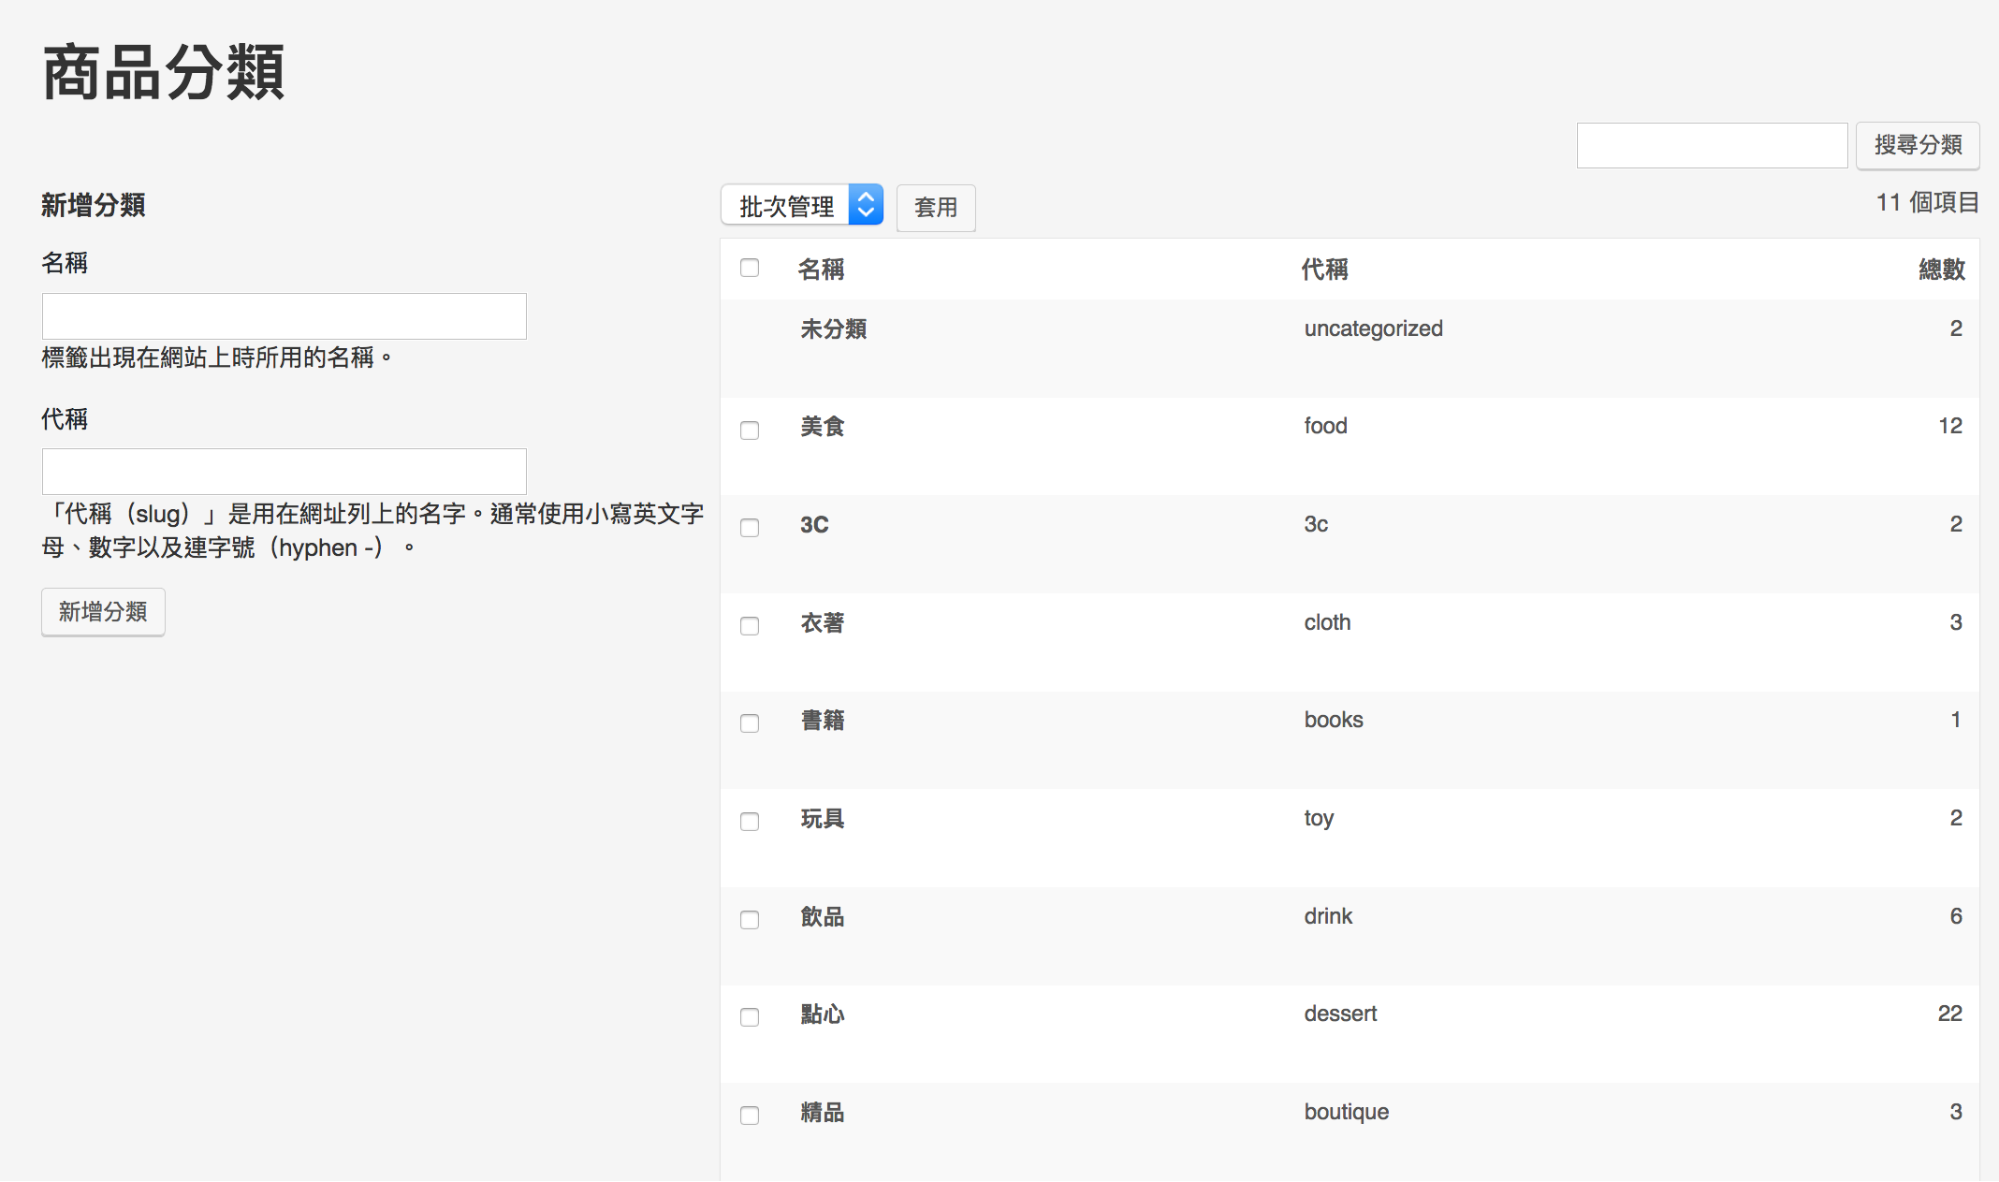 商品分類
搜尋分類
新增分類
批次管理
套用
11 個項目
名稱
標籤出現在網站上時所用的名稱。
代稱
「代稱（slug）」是用在網址列上的名字。通常使用小寫英文字
母、數字以及連字號（hyphen -）。
新增分類
名稱 代稱 總數
未分類 uncategorized 2
美食 food 12
3C 3c 2
衣著 cloth 3
書籍 books 1
玩具 toy 2
飲品 drink 6
點心 dessert 22
精品 boutique 3